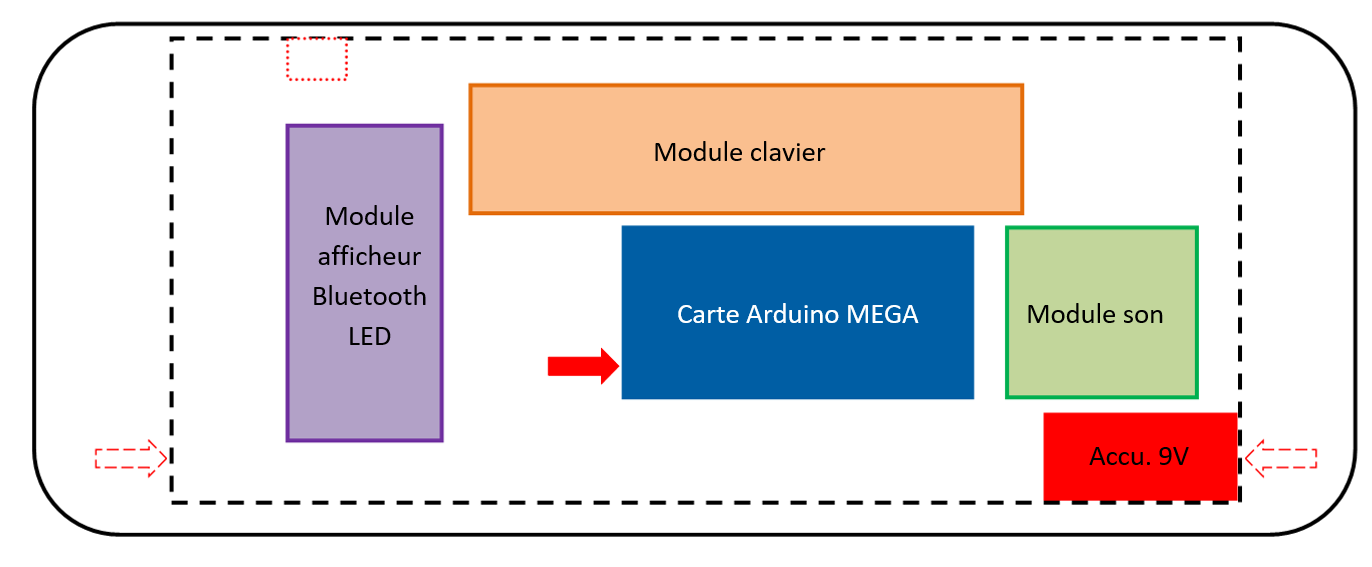 Module clavier
Module
afficheur
Bluetooth
LED
Carte Arduino MEGA
Module son
Accu. 9V